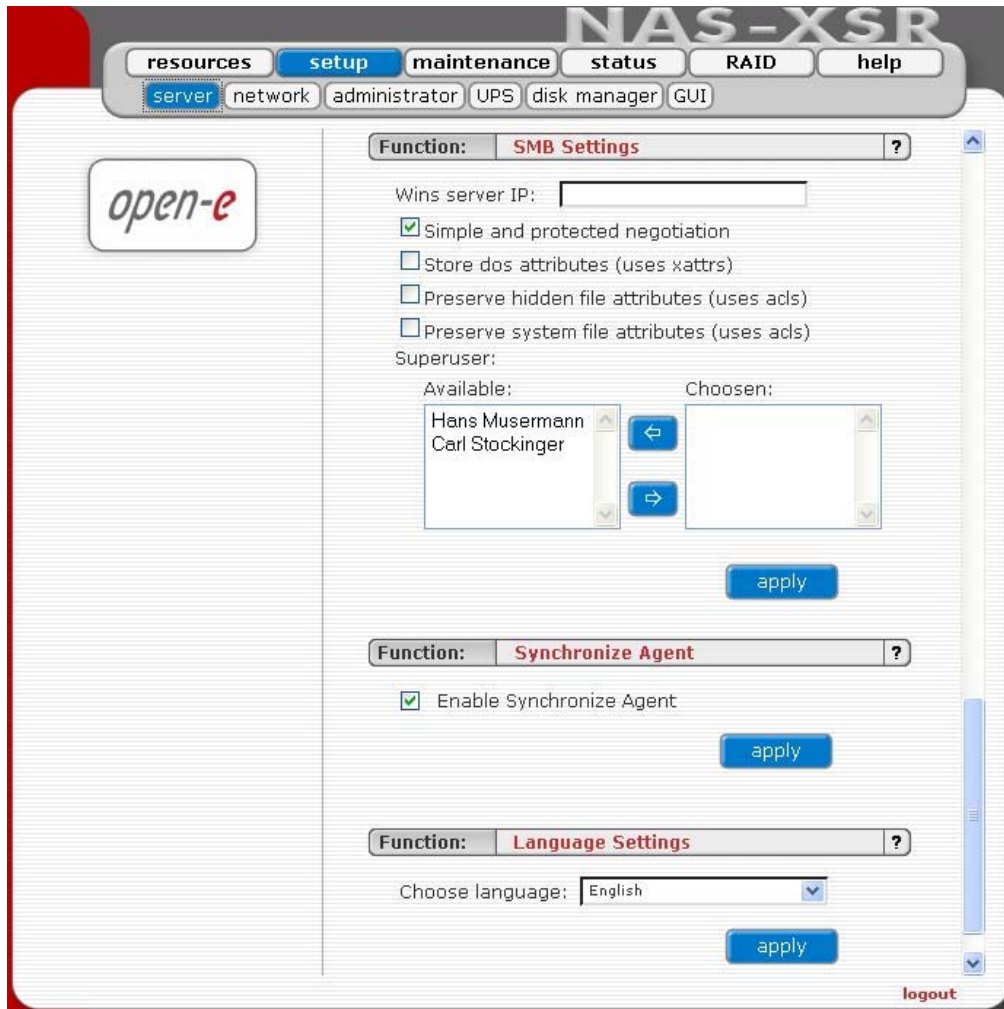 NAS-XSR
resources setup maintenance status RAID help
server network administrator UPS disk manager GUI
open-e
Function: SMB Settings ?
Wins server IP:
Simple and protected negotiation
Store dos attributes (uses xattrs)
Preserve hidden file attributes (uses acls)
Preserve system file attributes (uses acls)
Superuser:
Available: Choosen:
Hans Musermann
Carl Stockinger
apply
Function: Synchronize Agent ?
Enable Synchronize Agent
apply
Function: Language Settings ?
Choose language: English
apply
logout